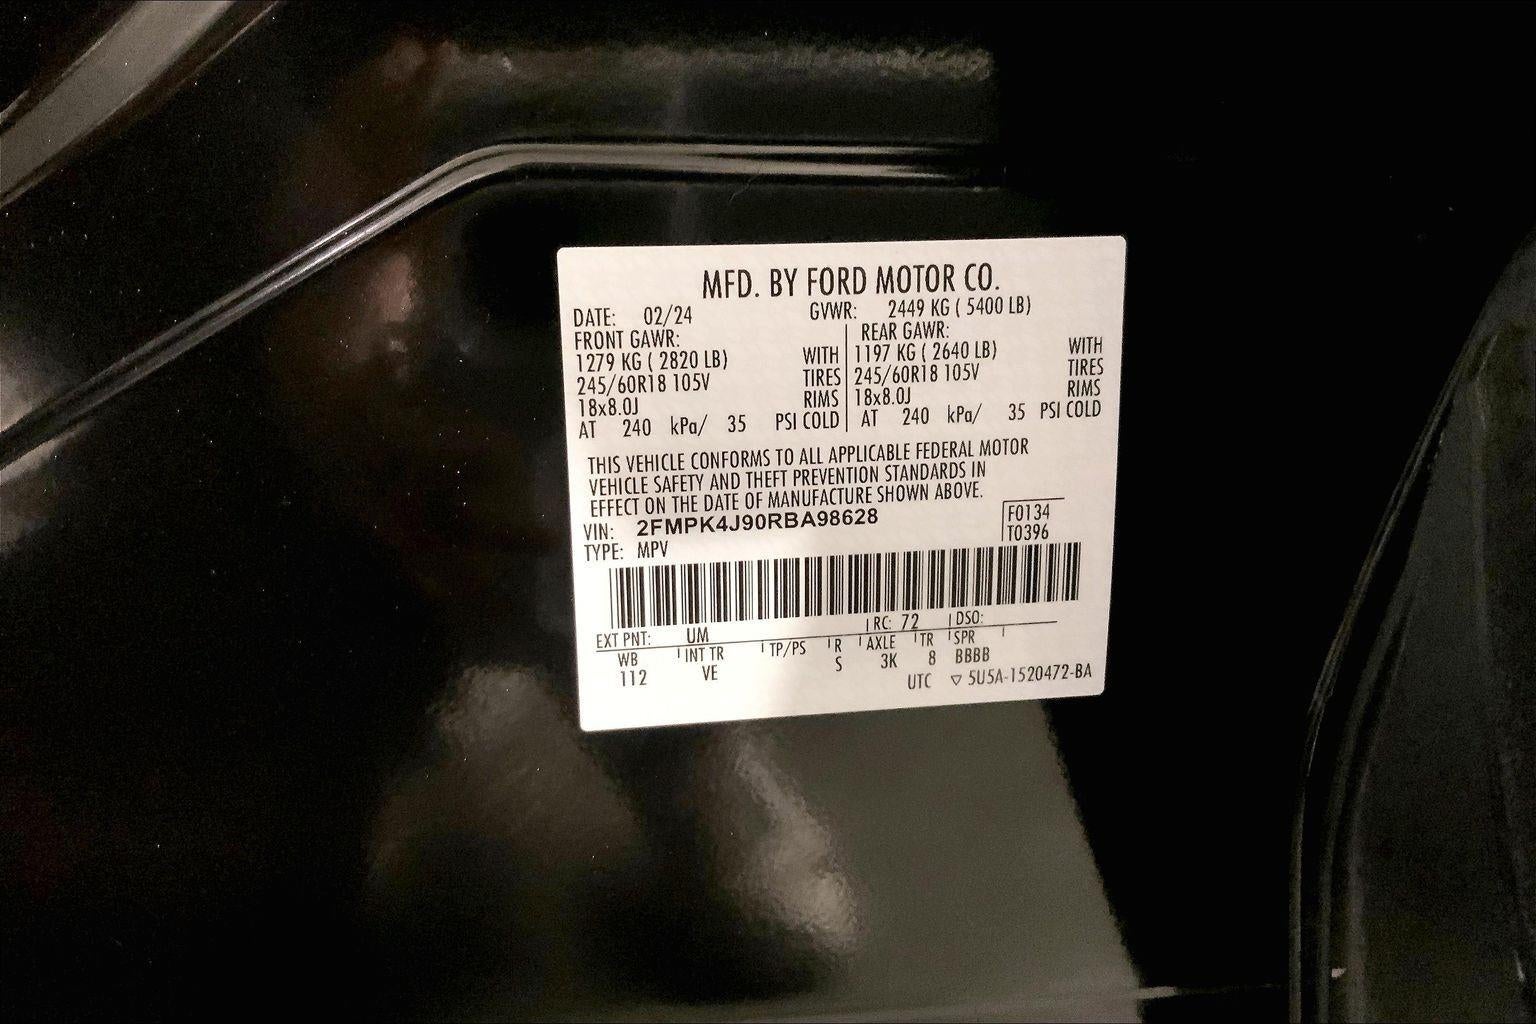 MFD. BY FORD MOTOR CO.
DATE: 02/24 GVWR: 2449 KG ( 5400 LB)
FRONT GAWR: REAR GAWR:
1279 KG ( 2820 LB) WITH 1197 KG ( 2640 LB) WITH
245/60R18 105V TIRES 245/60R18 105V TIRES
18x8.0J RIMS 18x8.0J RIMS
AT 240 kPa/ 35 PSI COLD AT 240 kPa/ 35 PSI COLD
THIS VEHICLE CONFORMS TO ALL APPLICABLE FEDERAL MOTOR
VEHICLE SAFETY AND THEFT PREVENTION STANDARDS IN
EFFECT ON THE DATE OF MANUFACTURE SHOWN ABOVE.
VIN: 2FMPK4J90RBA98628 F0134
TYPE: MPV T0396
EXT PNT: UM RC: 72 DSO:
WB INT TR TP/PS R AXLE TR SPR
112 VE S 3K 8 BBBB
UTC ▽ 5U5A-1520472-BA